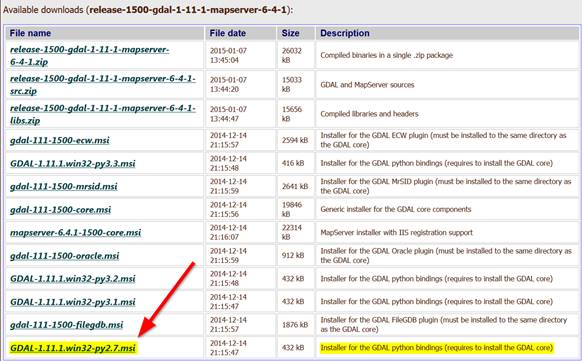 Available downloads (release-1500-gdal-1-11-1-mapserver-6-4-1):
File name File date Size Description
release-1500-gdal-1-11-1-mapserver-6-4-1.zip 2015-01-07 13:45:04 26032 kB Compiled binaries in a single .zip package
release-1500-gdal-1-11-1-mapserver-6-4-1-src.zip 2015-01-07 13:44:20 15033 kB GDAL and MapServer sources
release-1500-gdal-1-11-1-mapserver-6-4-1-libs.zip 2015-01-07 13:44:47 15656 kB Compiled libraries and headers
gdal-111-1500-ecw.msi 2014-12-14 21:15:57 2594 kB Installer for the GDAL ECW plugin (must be installed to the same directory as the GDAL core)
GDAL-1.11.1.win32-py3.3.msi 2014-12-14 21:15:48 416 kB Installer for the GDAL python bindings (requires to install the GDAL core)
gdal-111-1500-mrsid.msi 2014-12-14 21:15:59 2641 kB Installer for the GDAL MrSID plugin (must be installed to the same directory as the GDAL core)
gdal-111-1500-core.msi 2014-12-14 21:15:56 19846 kB Generic installer for the GDAL core components
mapserver-6.4.1-1500-core.msi 2014-12-14 21:16:07 22314 kB MapServer installer with IIS registration support
gdal-111-1500-oracle.msi 2014-12-14 21:15:59 912 kB Installer for the GDAL Oracle plugin (must be installed to the same directory as the GDAL core)
GDAL-1.11.1.win32-py3.2.msi 2014-12-14 21:15:48 432 kB Installer for the GDAL python bindings (requires to install the GDAL core)
GDAL-1.11.1.win32-py3.1.msi 2014-12-14 21:15:47 432 kB Installer for the GDAL python bindings (requires to install the GDAL core)
gdal-111-1500-filegdb.msi 2014-12-14 21:15:57 1876 kB Installer for the GDAL FileGDB plugin (must be installed to the same directory as the GDAL core)
GDAL-1.11.1.win32-py2.7.msi 2014-12-14 21:15:47 432 kB Installer for the GDAL python bindings (requires to install the GDAL core)